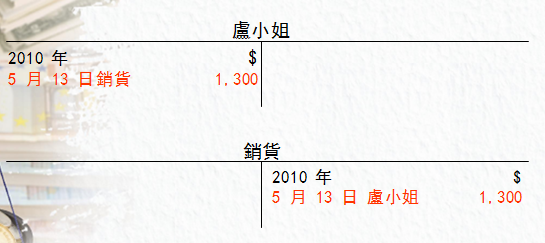 盧小姐
2010 年 $
5 月 13 日銷貨 1,300
銷貨
2010 年 $
5 月 13 日 盧小姐 1,300